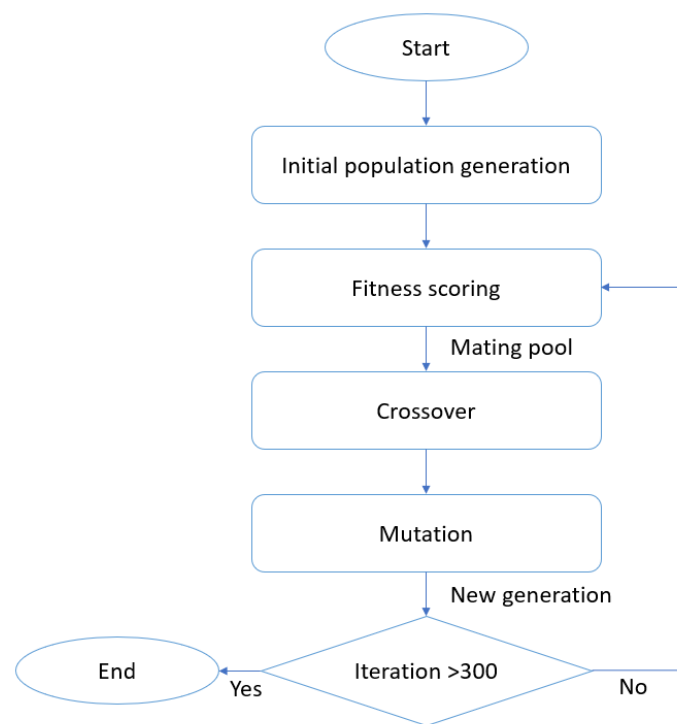 Start
Initial population generation
Fitness scoring
Mating pool
Crossover
Mutation
New generation
Iteration >300
End
Yes
No